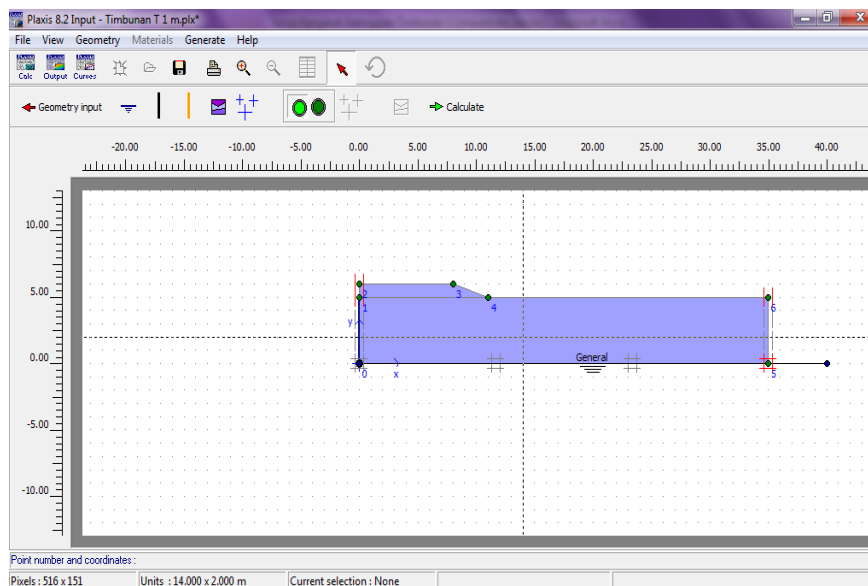 Plaxis 8.2 Input - Timbunan T 1 m.plx*
File View Geometry Materials Generate Help
Calc Output Curves
Geometry input Calculate
-20.00 -15.00 -10.00 -5.00 0.00 5.00 10.00 15.00 20.00 25.00 30.00 35.00 40.00
10.00
5.00
0.00
-5.00
-10.00
2 3
1 4 6
y
General
0 x 5
Point number and coordinates :
Pixels : 516 x 151 Units : 14.000 x 2.000 m Current selection : None